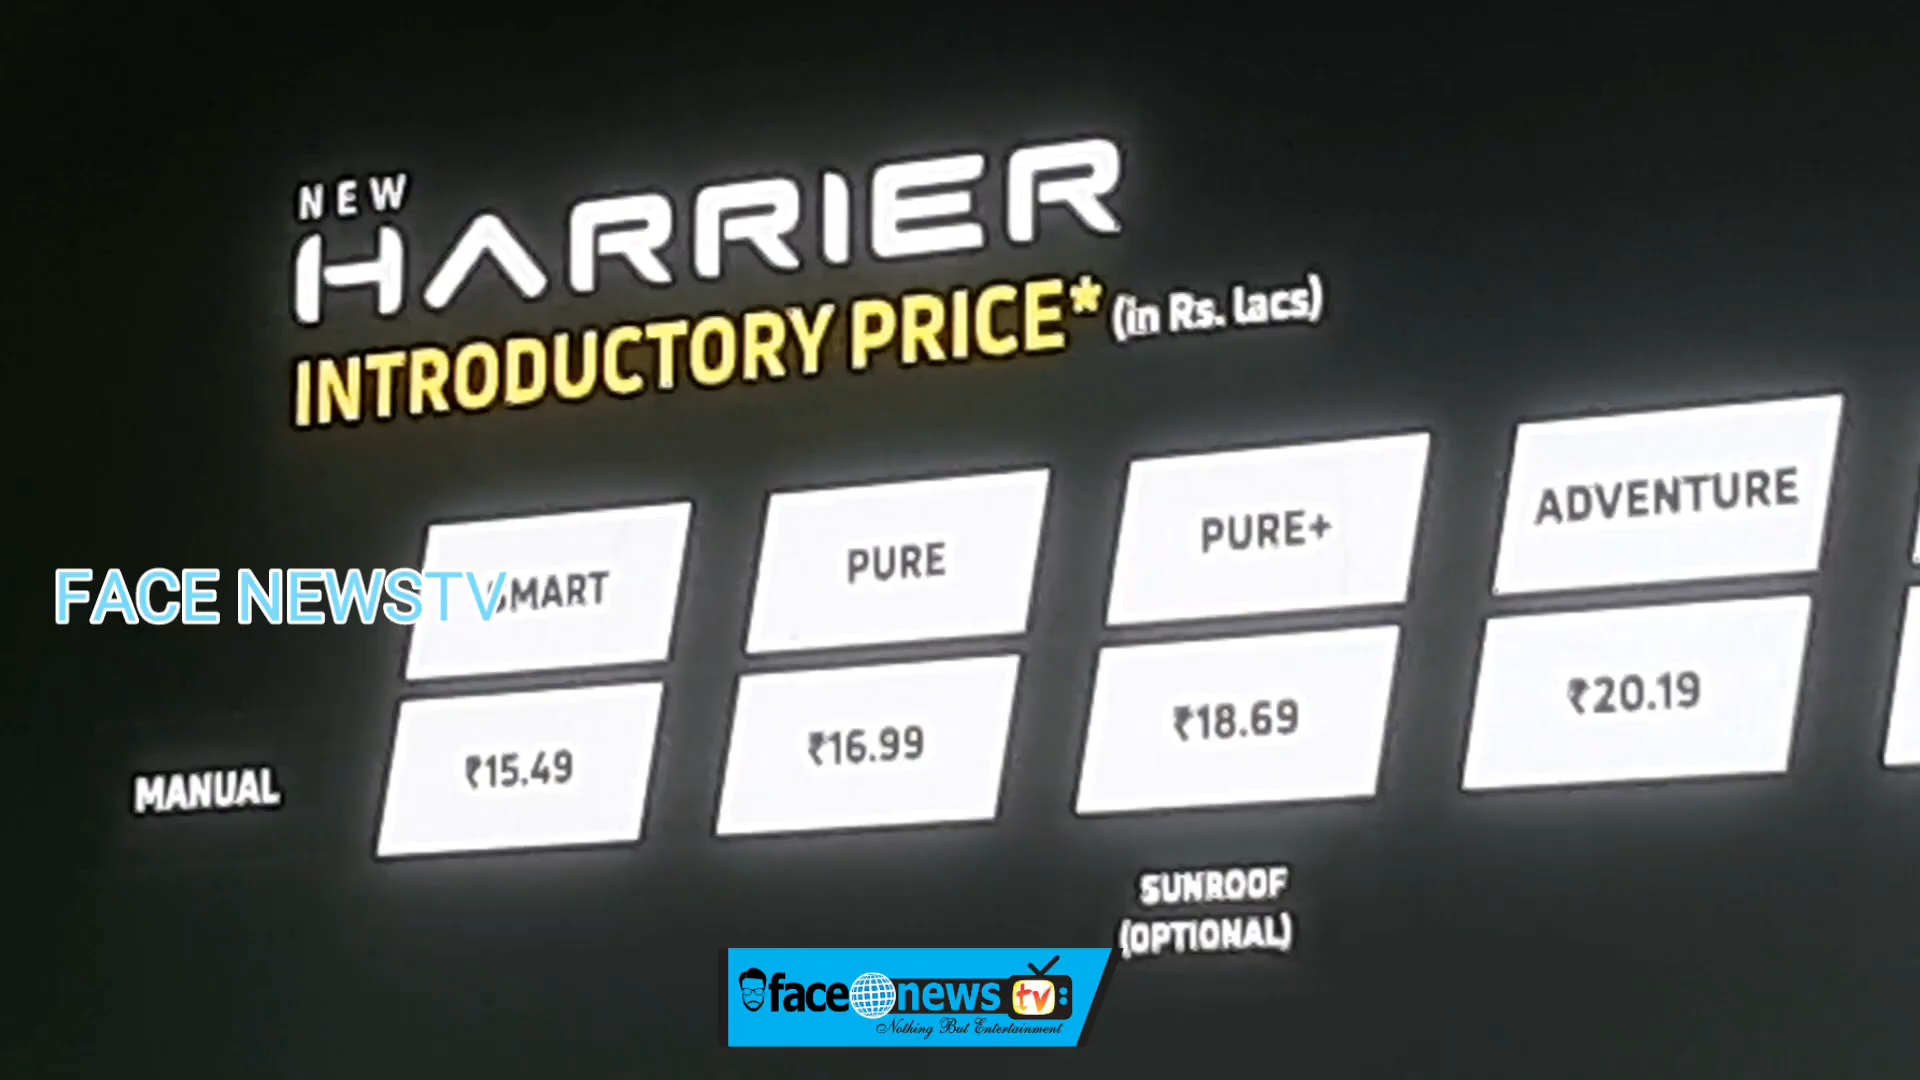 NEW
HARRIER
INTRODUCTORY PRICE* (in Rs. lacs)
SMART PURE PURE+ ADVENTURE
FACE NEWSTV
MANUAL ₹15.49 ₹16.99 ₹18.69 ₹20.19
SUNROOF
(OPTIONAL)
face news tv
Nothing But Entertainment